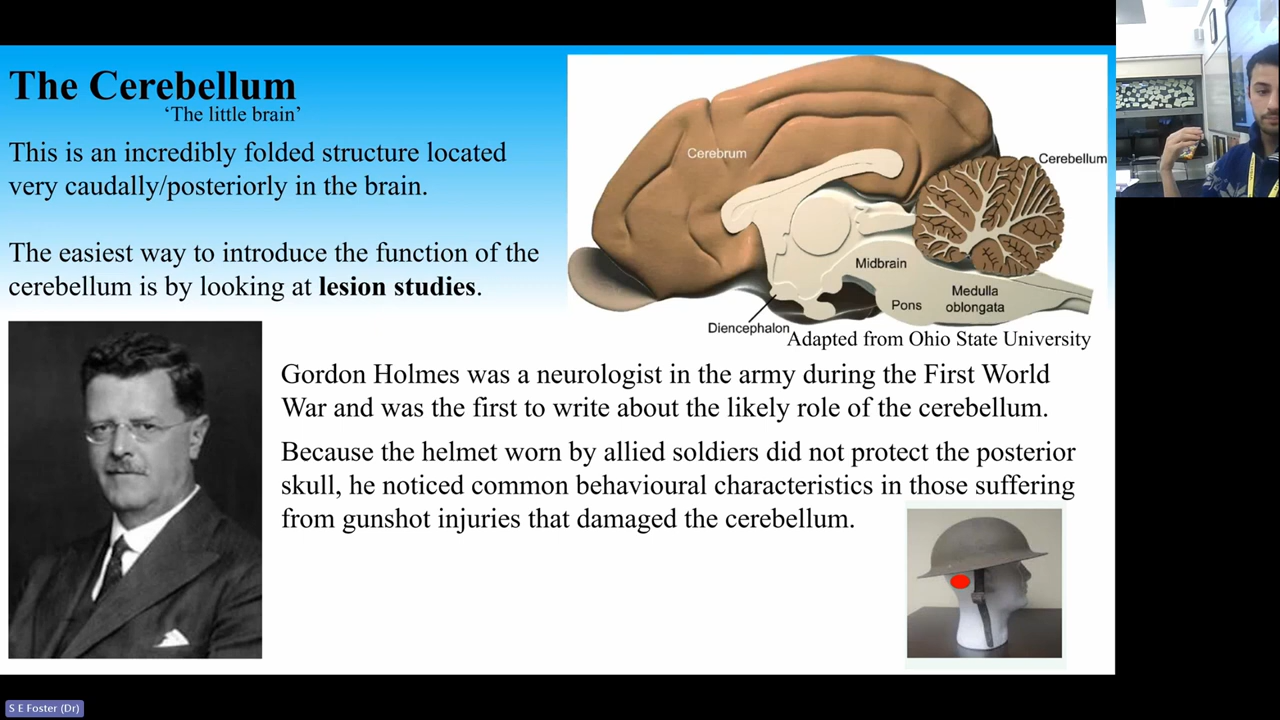 The Cerebellum
‘The little brain’
This is an incredibly folded structure located
very caudally/posteriorly in the brain.
The easiest way to introduce the function of the
cerebellum is by looking at lesion studies.
Cerebrum
Cerebellum
Midbrain
Pons
Medulla
oblongata
Diencephalon
Adapted from Ohio State University
Gordon Holmes was a neurologist in the army during the First World
War and was the first to write about the likely role of the cerebellum.
Because the helmet worn by allied soldiers did not protect the posterior
skull, he noticed common behavioural characteristics in those suffering
from gunshot injuries that damaged the cerebellum.
S E Foster (Dr)